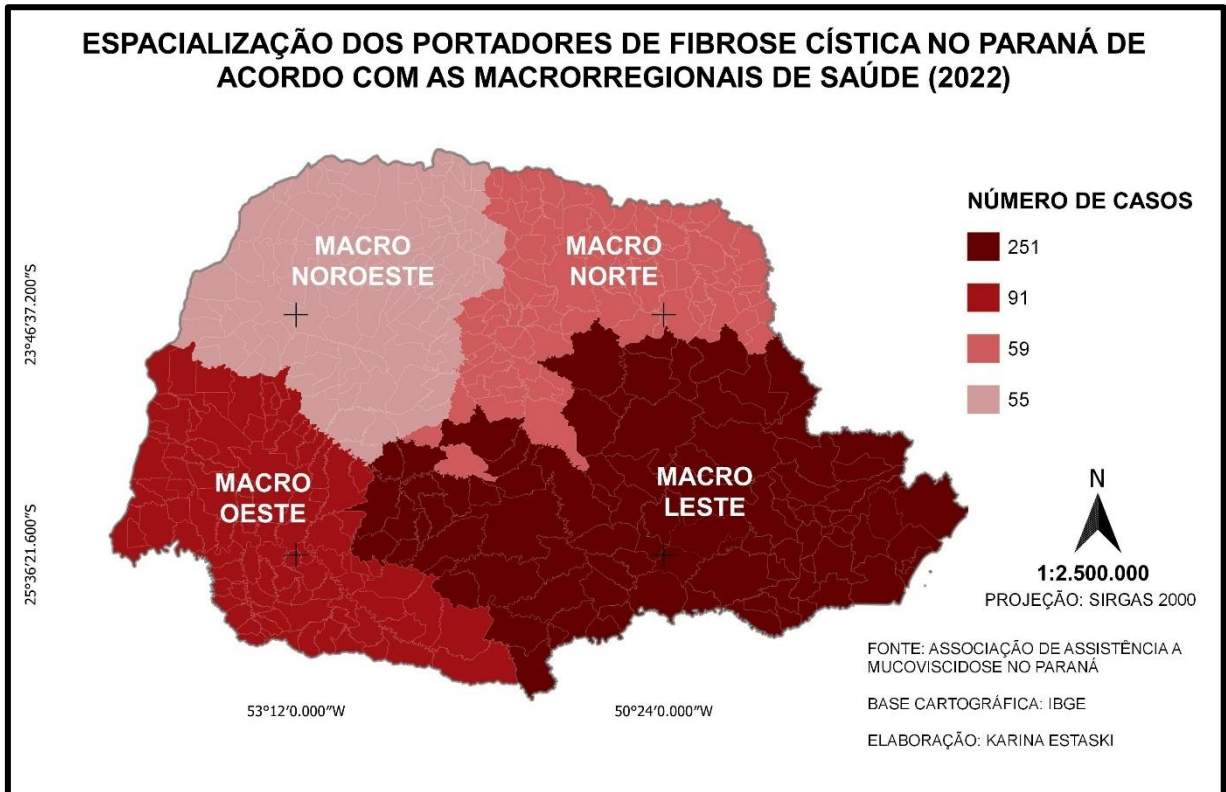 ESPACIALIZAÇÃO DOS PORTADORES DE FIBROSE CÍSTICA NO PARANÁ DE
ACORDO COM AS MACRORREGIONAIS DE SAÚDE (2022)
MACRO
NOROESTE
MACRO
NORTE
MACRO
OESTE
MACRO
LESTE
23°46'37.200"S
25°36'21.600"S
53°12'0.000"W
50°24'0.000"W
NÚMERO DE CASOS
251
91
59
55
N
1:2.500.000
PROJEÇÃO: SIRGAS 2000
FONTE: ASSOCIAÇÃO DE ASSISTÊNCIA A
MUCOVISCIDOSE NO PARANÁ
BASE CARTOGRÁFICA: IBGE
ELABORAÇÃO: KARINA ESTASKI